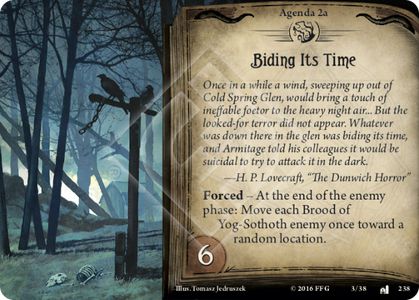 Agenda 2a
Biding Its Time
Once in a while a wind, sweeping up out of
Cold Spring Glen, would bring a touch of
ineffable foetor to the heavy night air... But the
looked-for terror did not appear. Whatever
was down there in the glen was biding its time,
and Armitage told his colleagues it would be
suicidal to try to attack it in the dark.
—H. P. Lovecraft, “The Dunwich Horror”
Forced – At the end of the enemy
phase: Move each Brood of
Yog-Sothoth enemy once toward a
random location.
6
Illus. Tomasz Jedruszek
© 2016 FFG
3/38
238